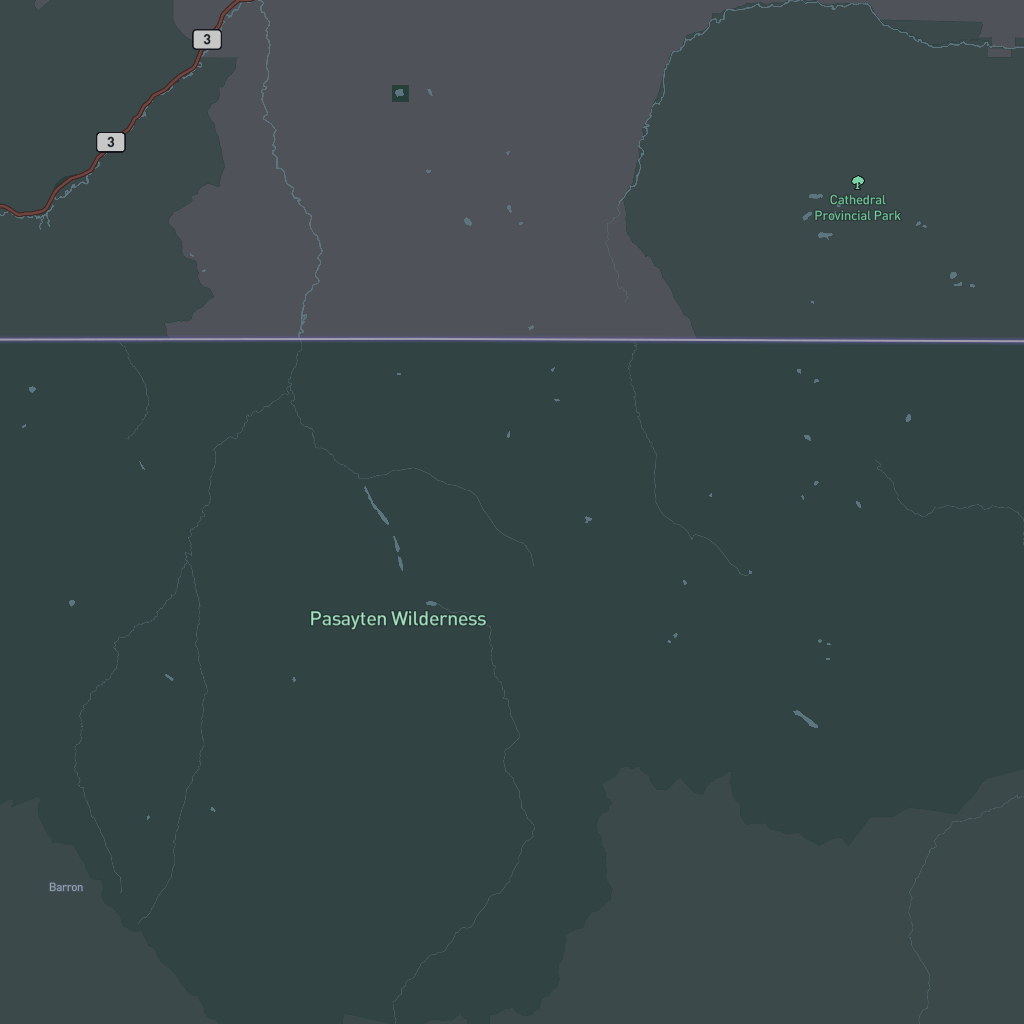 3
3
Cathedral
Provincial Park
Pasayten Wilderness
Barron